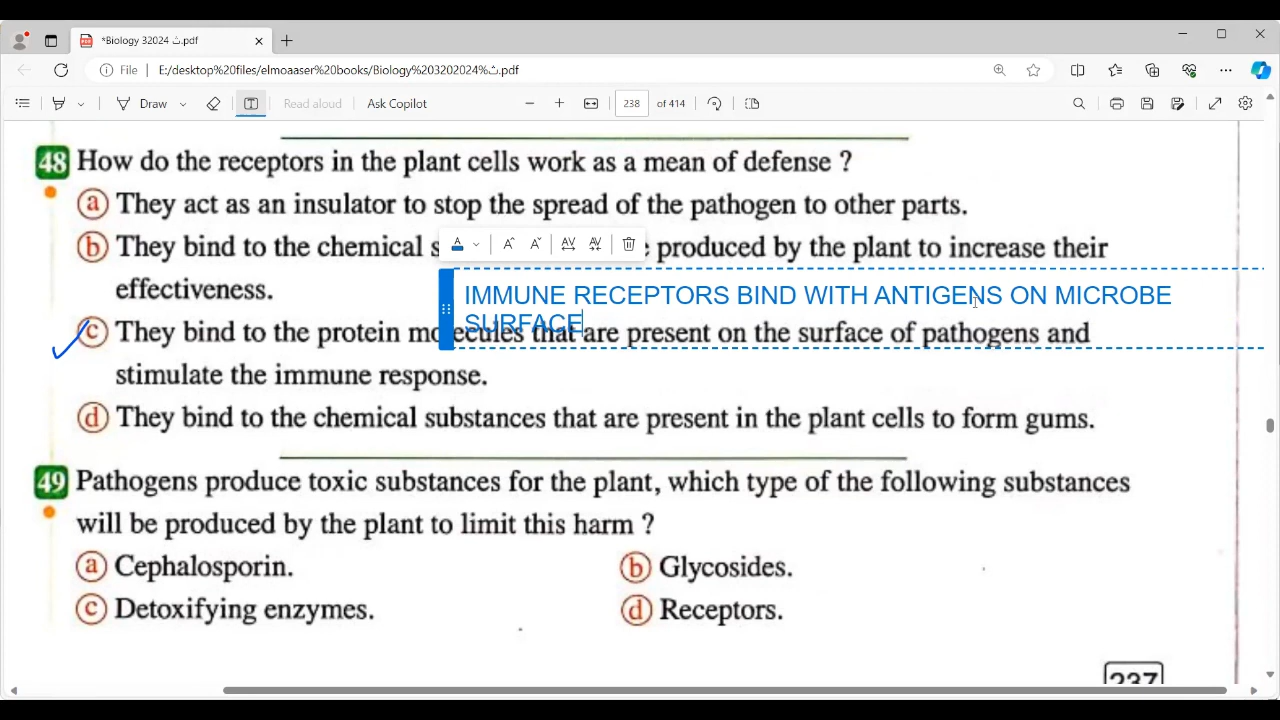 *Biology 32024 ث.pdf
File
E:/desktop%20files/elmoaaser%20books/Biology%203202024%ث.pdf
Draw
Read aloud
Ask Copilot
238 of 414
48 How do the receptors in the plant cells work as a mean of defense ?
a They act as an insulator to stop the spread of the pathogen to other parts.
b They bind to the chemical produced by the plant to increase their
effectiveness.
IMMUNE RECEPTORS BIND WITH ANTIGENS ON MICROBE
SURFACE
c They bind to the protein molecules that are present on the surface of pathogens and
stimulate the immune response.
d They bind to the chemical substances that are present in the plant cells to form gums.
49 Pathogens produce toxic substances for the plant, which type of the following substances
will be produced by the plant to limit this harm ?
a Cephalosporin.
b Glycosides.
c Detoxifying enzymes.
d Receptors.
237